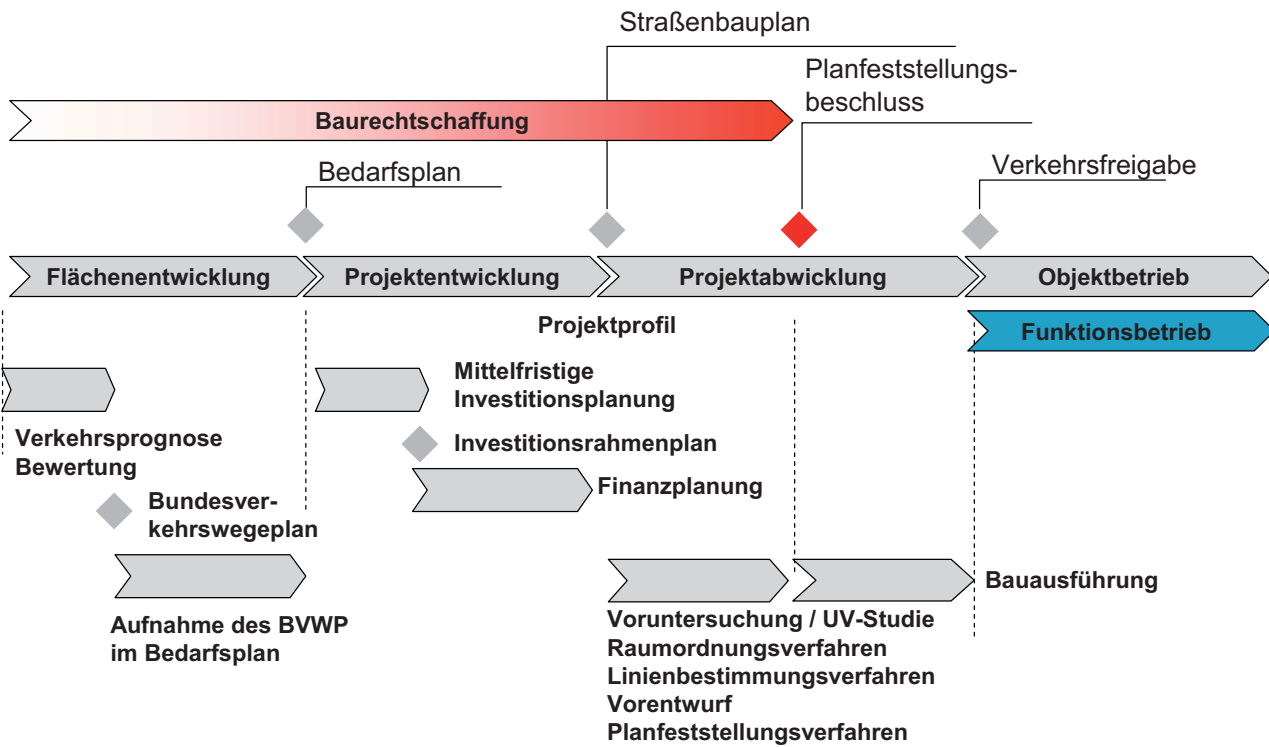 Straßenbauplan
Planfeststellungs-
beschluss
Baurechtschaffung
Bedarfsplan
Verkehrsfreigabe
Flächenentwicklung
Projektentwicklung
Projektabwicklung
Objektbetrieb
Projektprofil
Funktionsbetrieb
Mittelfristige
Investitionsplanung
Verkehrsprognose
Bewertung
Investitionsrahmenplan
Finanzplanung
Bundesver-
kehrswegeplan
Bauausführung
Aufnahme des BVWP
im Bedarfsplan
Voruntersuchung / UV-Studie
Raumordnungsverfahren
Linienbestimmungsverfahren
Vorentwurf
Planfeststellungsverfahren